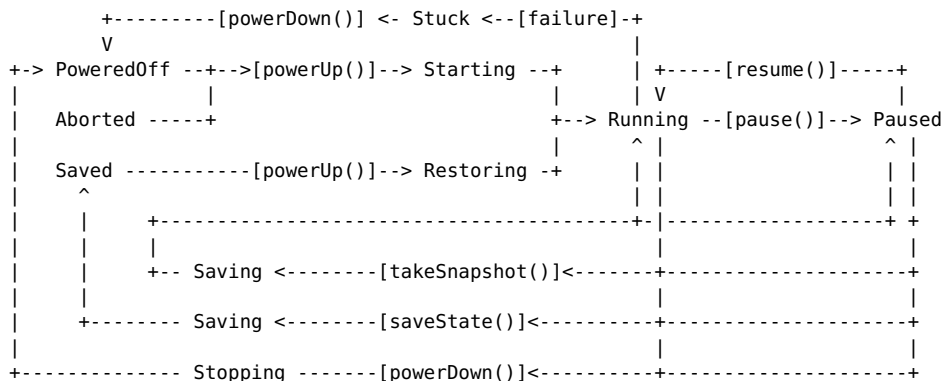 +---------[powerDown()] <- Stuck <--[failure]-+
V |
+-> PoweredOff --+-->[powerUp()]--> Starting --+ | +-----[resume()]-----+
| | | | V |
| Aborted -----+ +--> Running --[pause()]--> Paused
| | ^ | ^ |
| Saved -----------[powerUp()]--> Restoring -+ | | | |
| ^ | | | |
| | +-----------------------------------------+-|-------------------+ +
| | | | |
| | +-- Saving <--------[takeSnapshot()]<-------+---------------------+
| | | |
| +-------- Saving <--------[saveState()]<----------+---------------------+
| | |
+-------------- Stopping -------[powerDown()]<----------+---------------------+